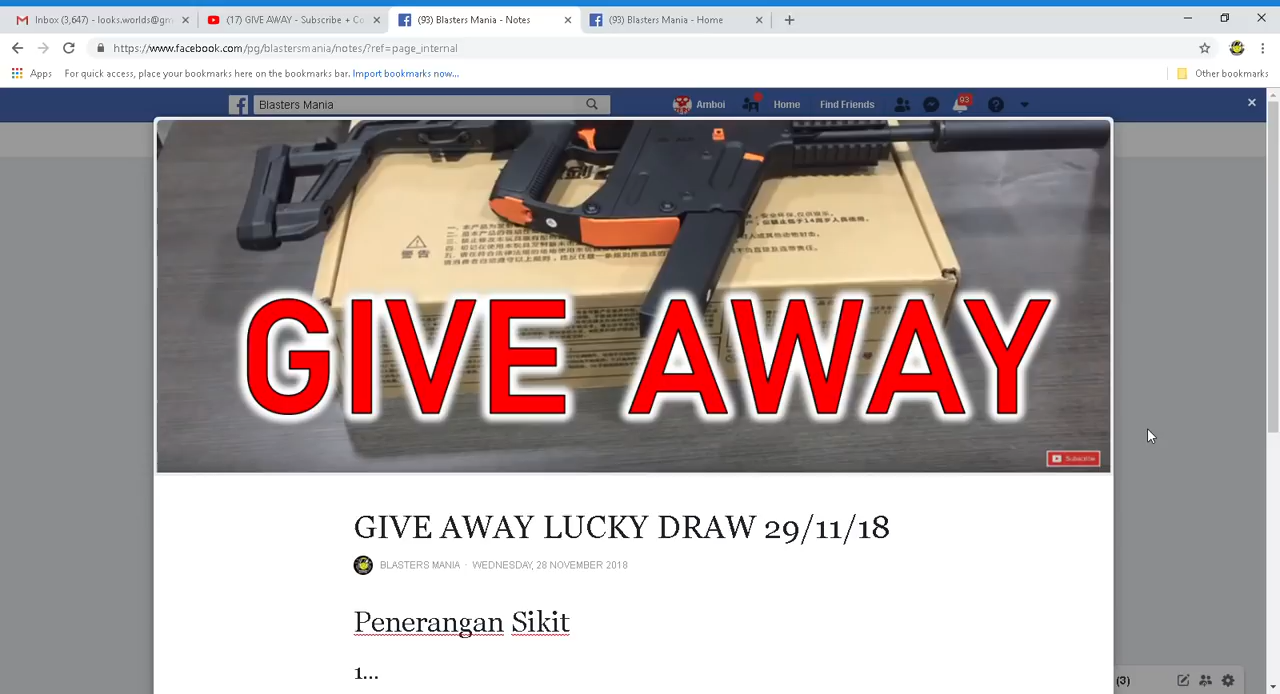 Inbox (3,647) - looks.worlds@gm
(17) GIVE AWAY - Subscribe + Co
(93) Blasters Mania - Notes
(93) Blasters Mania - Home
https://www.facebook.com/pg/blastersmania/notes/?ref=page_internal
Apps
For quick access, place your bookmarks here on the bookmarks bar. Import bookmarks now...
Other bookmarks
Blasters Mania
Amboi
Home
Find Friends
93
警告
GIVE AWAY
Subscribe
GIVE AWAY LUCKY DRAW 29/11/18
BLASTERS MANIA · WEDNESDAY, 28 NOVEMBER 2018
Penerangan Sikit
1...
(3)